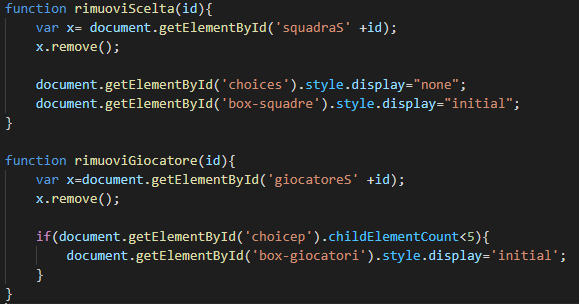 function rimuoviScelta(id){
    var x= document.getElementById('squadraS' +id);
    x.remove();

    document.getElementById('choices').style.display="none";
    document.getElementById('box-squadre').style.display="initial";
}

function rimuoviGiocatore(id){
    var x=document.getElementById('giocatoreS' +id);
    x.remove();

    if(document.getElementById('choicep').childElementCount<5){
        document.getElementById('box-giocatori').style.display='initial';
    }
}